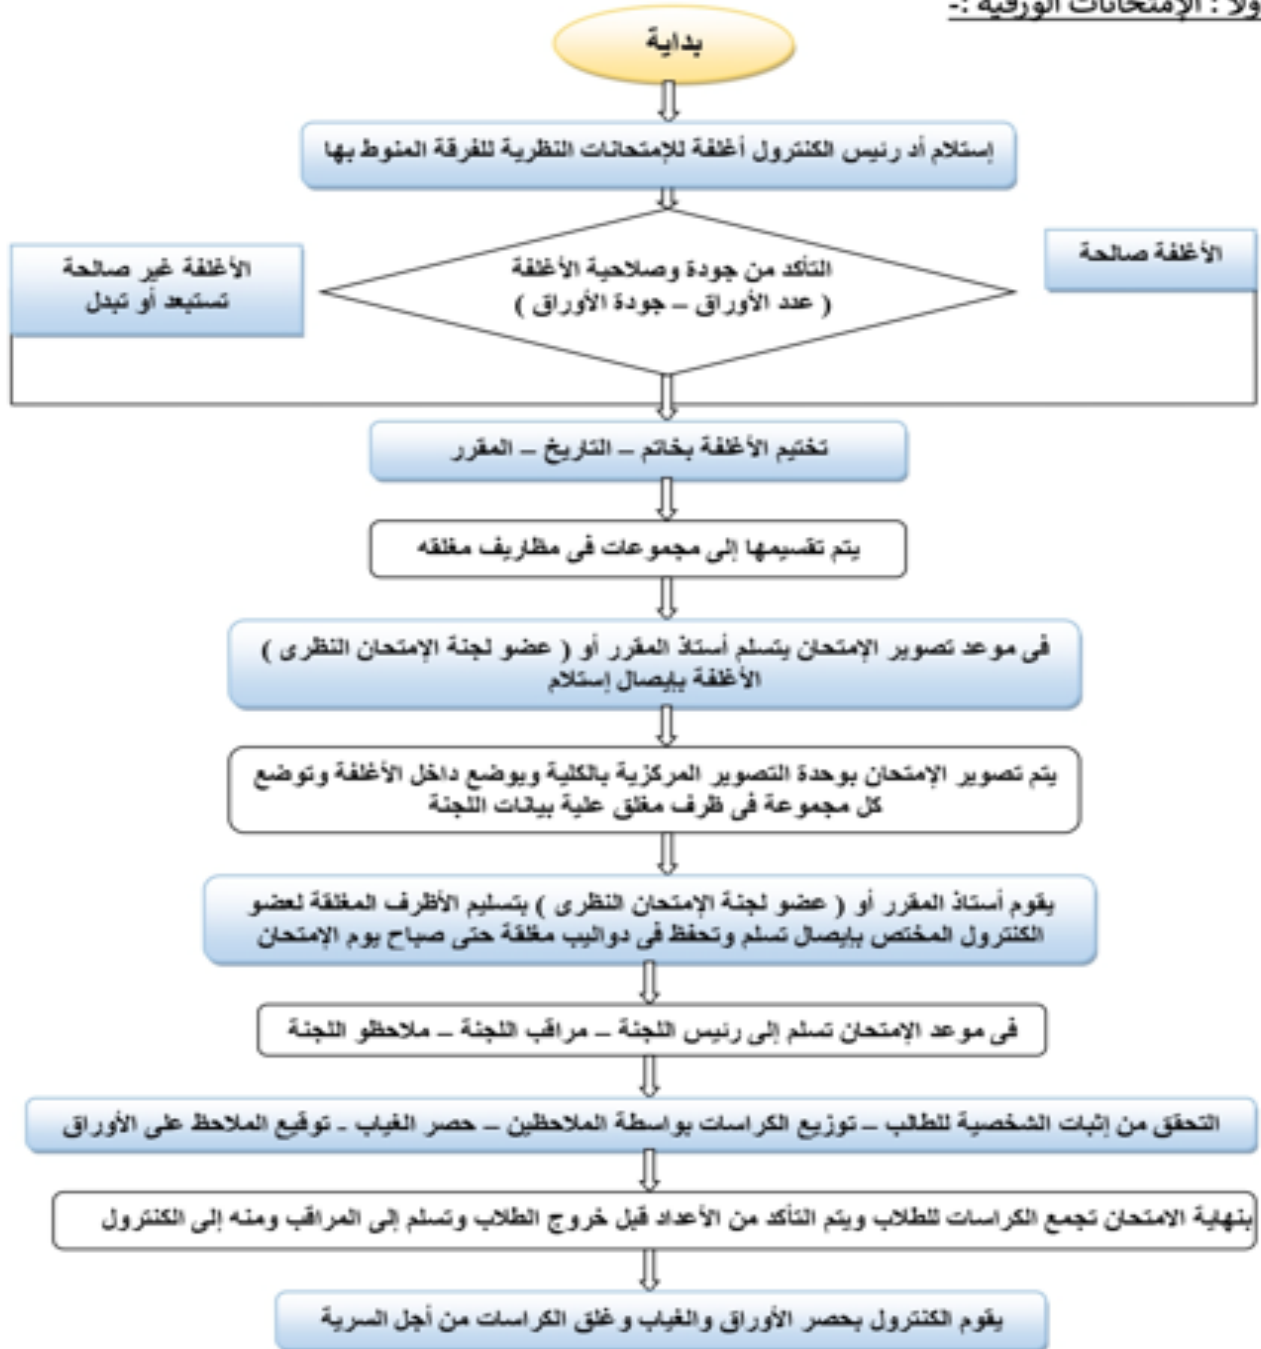 ولا : الإمتحانات الورقية :-
بداية
إستلام أد رئيس الكنترول أغلفة للإمتحانات النظرية للفرقة المنوط بها
الأغلفة صالحة
التأكد من جودة وصلاحية الأغلفة
( عدد الأوراق – جودة الأوراق )
الأغلفة غير صالحة
تستبعد أو تبدل
تختيم الأغلفة بخاتم – التاريخ – المقرر
يتم تقسيمها إلى مجموعات فى مظاريف مغلقه
فى موعد تصوير الإمتحان يتسلم أستاذ المقرر أو ( عضو لجنة الإمتحان النظرى )
الأغلفة بإيصال إستلام
يتم تصوير الإمتحان بوحدة التصوير المركزية بالكلية ويوضع داخل الأغلفة وتوضع
كل مجموعة فى ظرف مغلق علية بيانات اللجنة
يقوم أستاذ المقرر أو ( عضو لجنة الإمتحان النظرى ) بتسليم الأظرف المغلقة لعضو
الكنترول المختص بإيصال تسلم وتحفظ فى دواليب مغلقة حتى صباح يوم الإمتحان
فى موعد الإمتحان تسلم إلى رئيس اللجنة – مراقب اللجنة – ملاحظو اللجنة
التحقق من إثبات الشخصية للطالب – توزيع الكراسات بواسطة الملاحظين – حصر الغياب - توقيع الملاحظ على الأوراق
بنهاية الامتحان تجمع الكراسات للطلاب ويتم التأكد من الأعداد قبل خروج الطلاب وتسلم إلى المراقب ومنه إلى الكنترول
يقوم الكنترول بحصر الأوراق والغياب وغلق الكراسات من أجل السرية